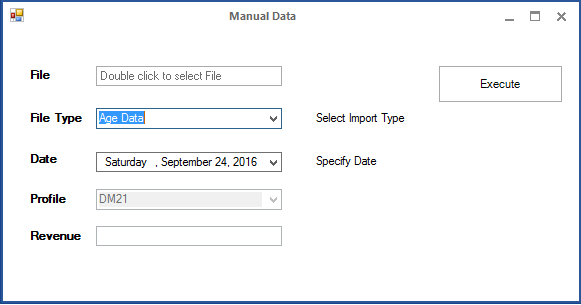 Manual Data
File Double click to select File Execute
File Type Age Data Select Import Type
Date Saturday , September 24, 2016 Specify Date
Profile DM21
Revenue